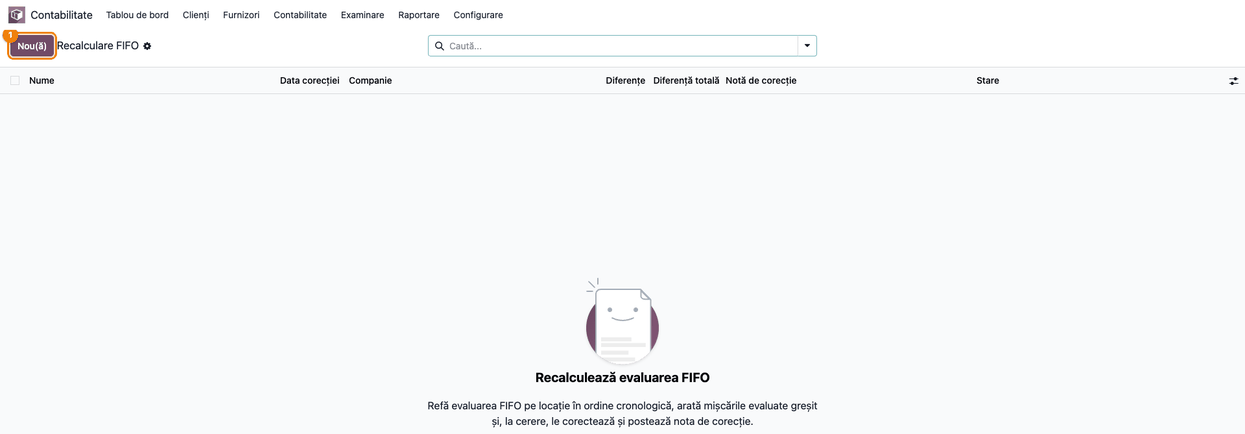 Contabilitate Tablou de bord Clienți Furnizori Contabilitate Examinare Raportare Configurare
1
Nou(ă) Recalculare FIFO Caută...
Nume Data corecției Companie Diferențe Diferență totală Notă de corecție Stare
Recalculează evaluarea FIFO
Refă evaluarea FIFO pe locație în ordine cronologică, arată mișcările evaluate greșit
și, la cerere, le corectează și postează nota de corecție.